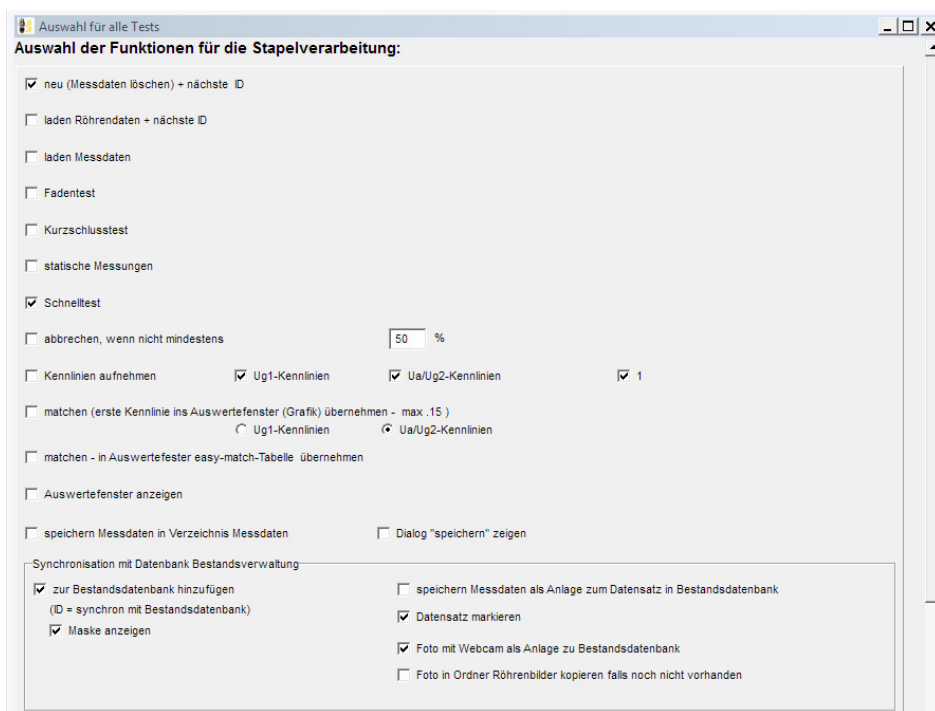 Auswahl für alle Tests
Auswahl der Funktionen für die Stapelverarbeitung:
neu (Messdaten löschen) + nächste ID
laden Röhrendaten + nächste ID
laden Messdaten
Fadentest
Kurzschlusstest
statische Messungen
Schnelltest
abbrechen, wenn nicht mindestens 50 %
Kennlinien aufnehmen Ug1-Kennlinien Ua/Ug2-Kennlinien 1
matchen (erste Kennlinie ins Auswertefenster (Grafik) übernehmen - max .15 )
Ug1-Kennlinien Ua/Ug2-Kennlinien
matchen - in Auswertefester easy-match-Tabelle übernehmen
Auswertefenster anzeigen
speichern Messdaten in Verzeichnis Messdaten Dialog "speichern" zeigen
Synchronisation mit Datenbank Bestandsverwaltung
zur Bestandsdatenbank hinzufügen
(ID = synchron mit Bestandsdatenbank)
Maske anzeigen
speichern Messdaten als Anlage zum Datensatz in Bestandsdatenbank
Datensatz markieren
Foto mit Webcam als Anlage zu Bestandsdatenbank
Foto in Ordner Röhrenbilder kopieren falls noch nicht vorhanden